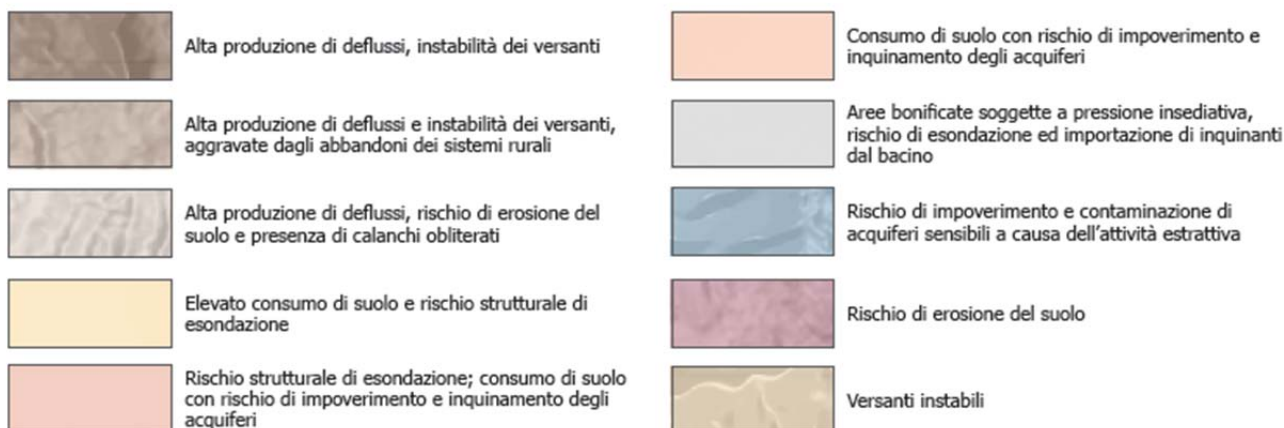 Alta produzione di deflussi, instabilità dei versanti
Alta produzione di deflussi e instabilità dei versanti,
aggravate dagli abbandoni dei sistemi rurali
Alta produzione di deflussi, rischio di erosione del
suolo e presenza di calanchi obliterati
Elevato consumo di suolo e rischio strutturale di
esondazione
Rischio strutturale di esondazione; consumo di suolo
con rischio di impoverimento e inquinamento degli
acquiferi
Consumo di suolo con rischio di impoverimento e
inquinamento degli acquiferi
Aree bonificate soggette a pressione insediativa,
rischio di esondazione ed importazione di inquinanti
dal bacino
Rischio di impoverimento e contaminazione di
acquiferi sensibili a causa dell'attività estrattiva
Rischio di erosione del suolo
Versanti instabili